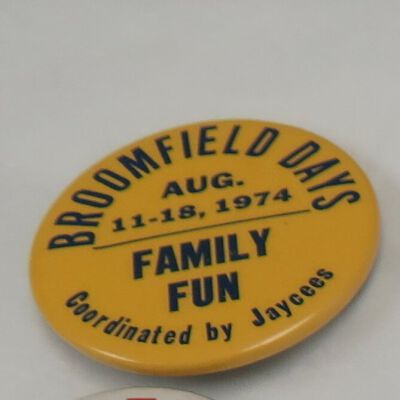 BROOMFIELD DAYS
AUG.
11-18, 1974
FAMILY
FUN
Coordinated by Jaycees